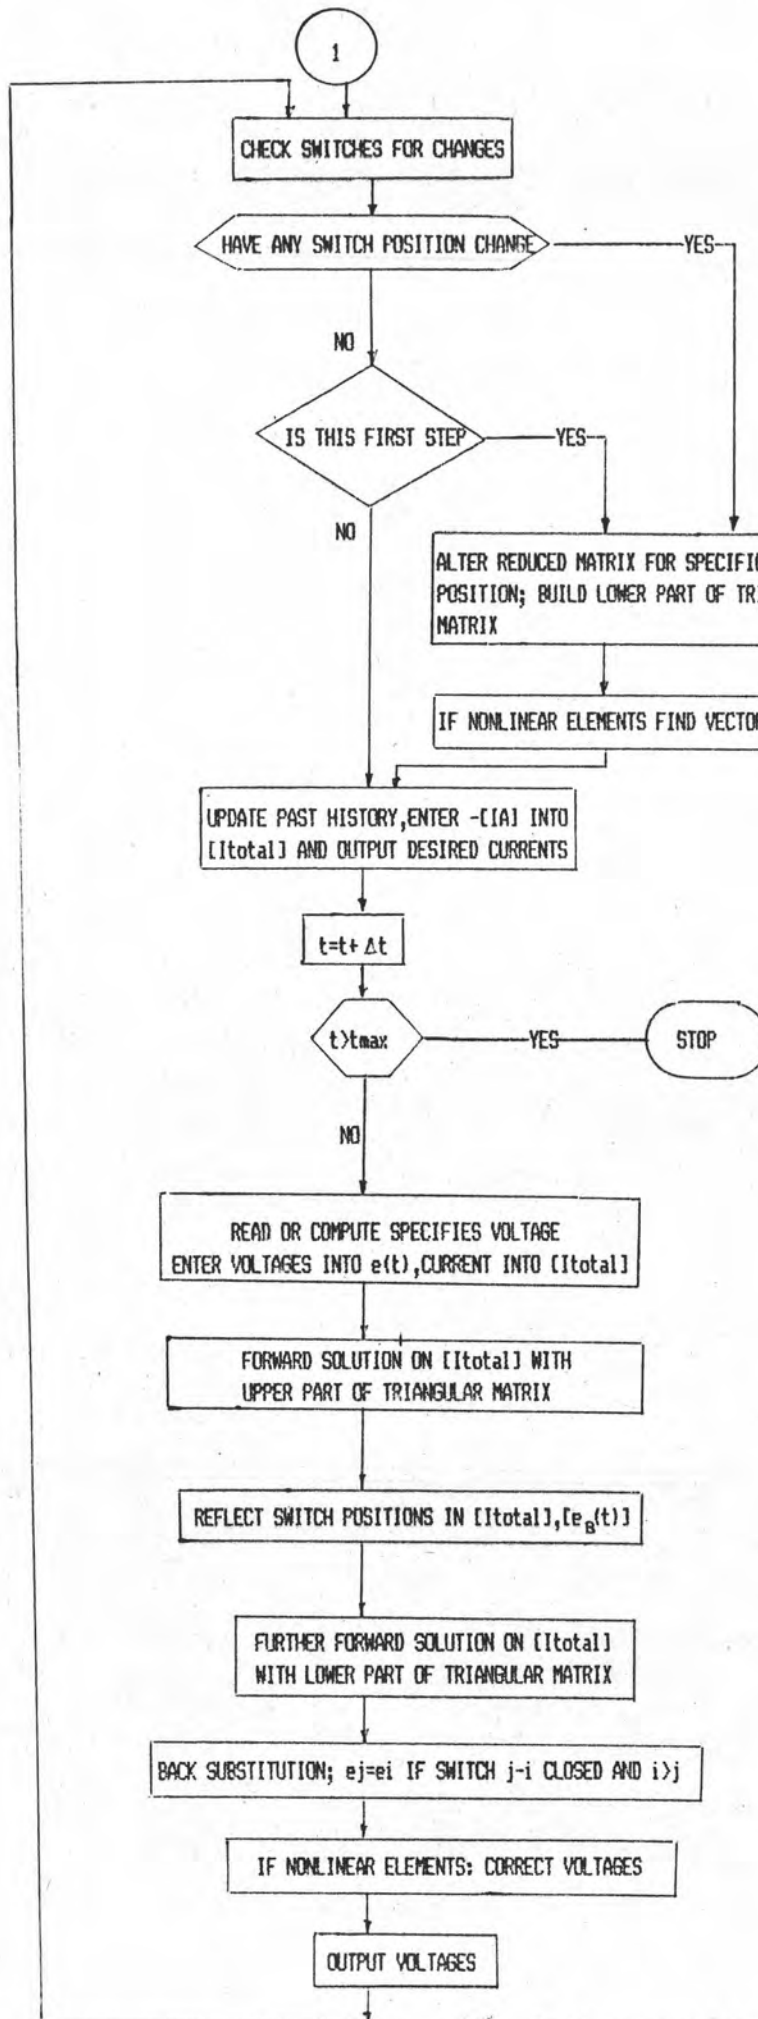 1
CHECK SWITCHES FOR CHANGES
HAVE ANY SWITCH POSITION CHANGE
YES
NO
IS THIS FIRST STEP
YES
NO
ALTER REDUCED MATRIX FOR
POSITION; BUILD LOWER PART OF
MATRIX
IF NONLINEAR ELEMENTS FIND
UPDATE PAST HISTORY,ENTER -[IA] INTO
[Itotal] AND OUTPUT DESIRED CURRENTS
t=t+ Δt
t>tmax
YES
STOP
NO
READ OR COMPUTE SPECIFIES VOLTAGE
ENTER VOLTAGES INTO e(t),CURRENT INTO [Itotal]
FORWARD SOLUTION ON [Itotal] WITH
UPPER PART OF TRIANGULAR MATRIX
REFLECT SWITCH POSITIONS IN [Itotal],[e_B(t)]
FURTHER FORWARD SOLUTION ON [Itotal]
WITH LOWER PART OF TRIANGULAR MATRIX
BACK SUBSTITUTION; ej=ei IF SWITCH j-i CLOSED AND i>j
IF NONLINEAR ELEMENTS: CORRECT VOLTAGES
OUTPUT VOLTAGES